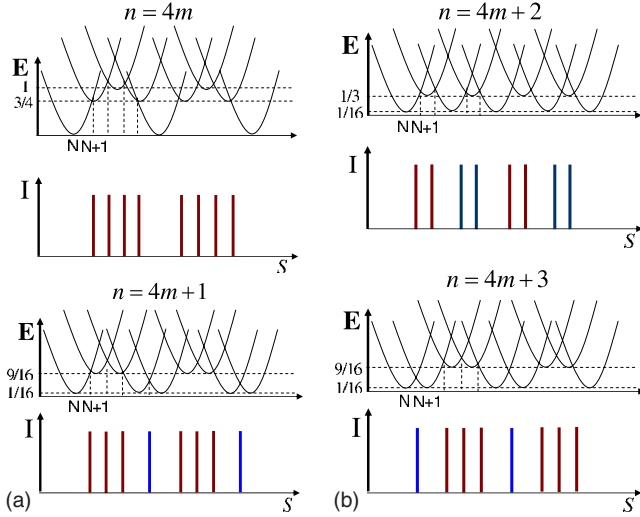 n = 4m
E
1
3/4
N N+1
I
S
n = 4m + 1
E
9/16
1/16
N N+1
I
S
(a)
n = 4m + 2
E
1/3
1/16
N N+1
I
S
n = 4m + 3
E
9/16
1/16
N N+1
I
S
(b)